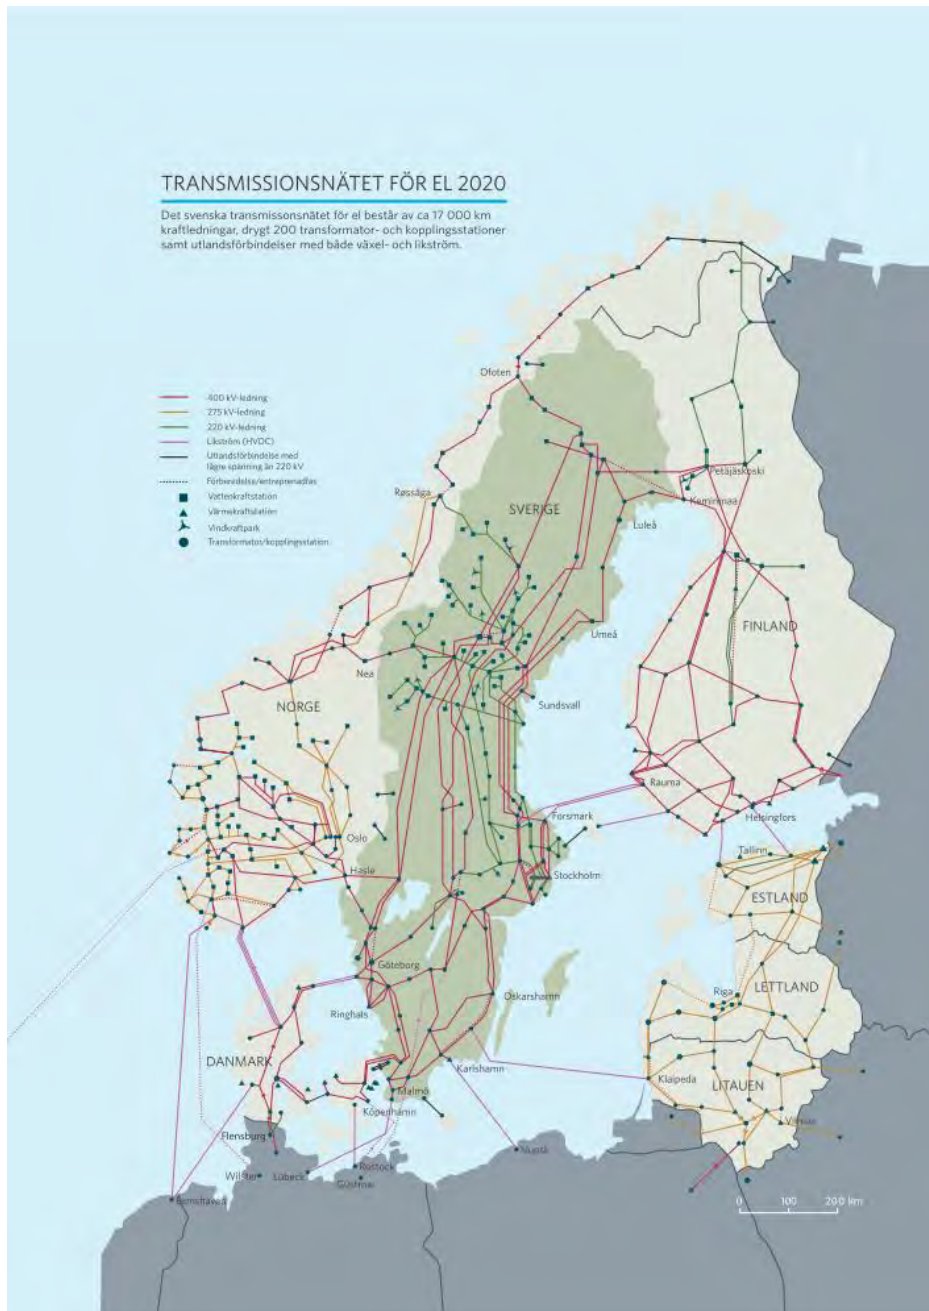 TRANSMISSIONSNÄTET FÖR EL 2020
Det svenska transmissonsnätet för el består av ca 17 000 km
kraftledningar, drygt 200 transformator- och kopplingsstationer
samt utlandsförbindelser med både växel- och likström.
400 kV-ledning
275 kV-ledning
220 kV-ledning
Likström (HVDC)
Utlandsförbindelse med
lägre spänning än 220 kV
Förberedelse/entreprenadfas
Vattenkraftstation
Värmekraftstation
Vindkraftpark
Transformator/kopplingsstation
Ofoten
Petäjäskoski
Røssåga
Keminmaa
SVERIGE
Luleå
Umeå
FINLAND
Nea
Sundsvall
NORGE
Rauma
Forsmark
Helsingfors
Oslo
Tallinn
Hasle
Stockholm
ESTLAND
Göteborg
LETTLAND
Riga
Oskarshamn
Ringhals
DANMARK
Karlshamn
Klaipeda
LITAUEN
Malmö
Köpenhamn
Vilnius
Flensburg
Słupsk
Rostock
Wilster
Lübeck
Güstrow
Eemshaven
0 100 200 km